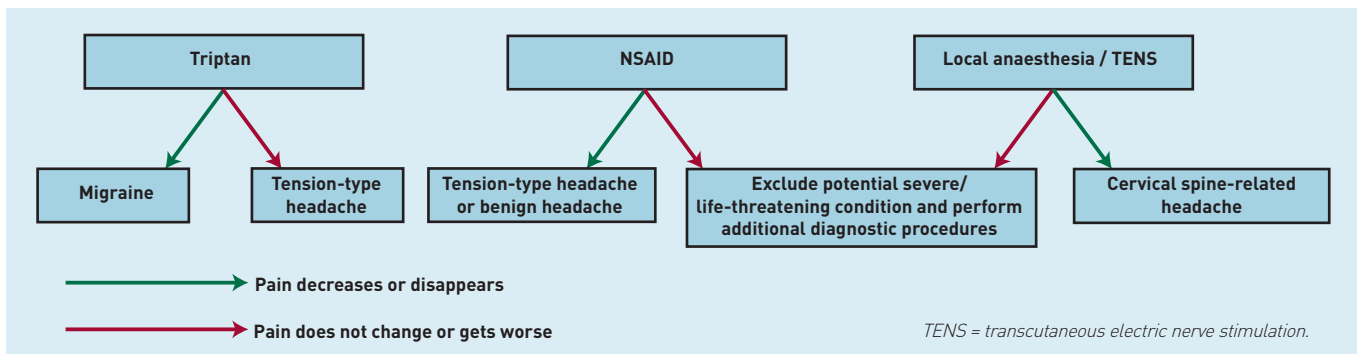 Triptan
NSAID
Local anaesthesia / TENS
Migraine
Tension-type
headache
Tension-type headache
or benign headache
Exclude potential severe/
life-threatening condition and perform
additional diagnostic procedures
Cervical spine-related
headache
Pain decreases or disappears
Pain does not change or gets worse
TENS = transcutaneous electric nerve stimulation.